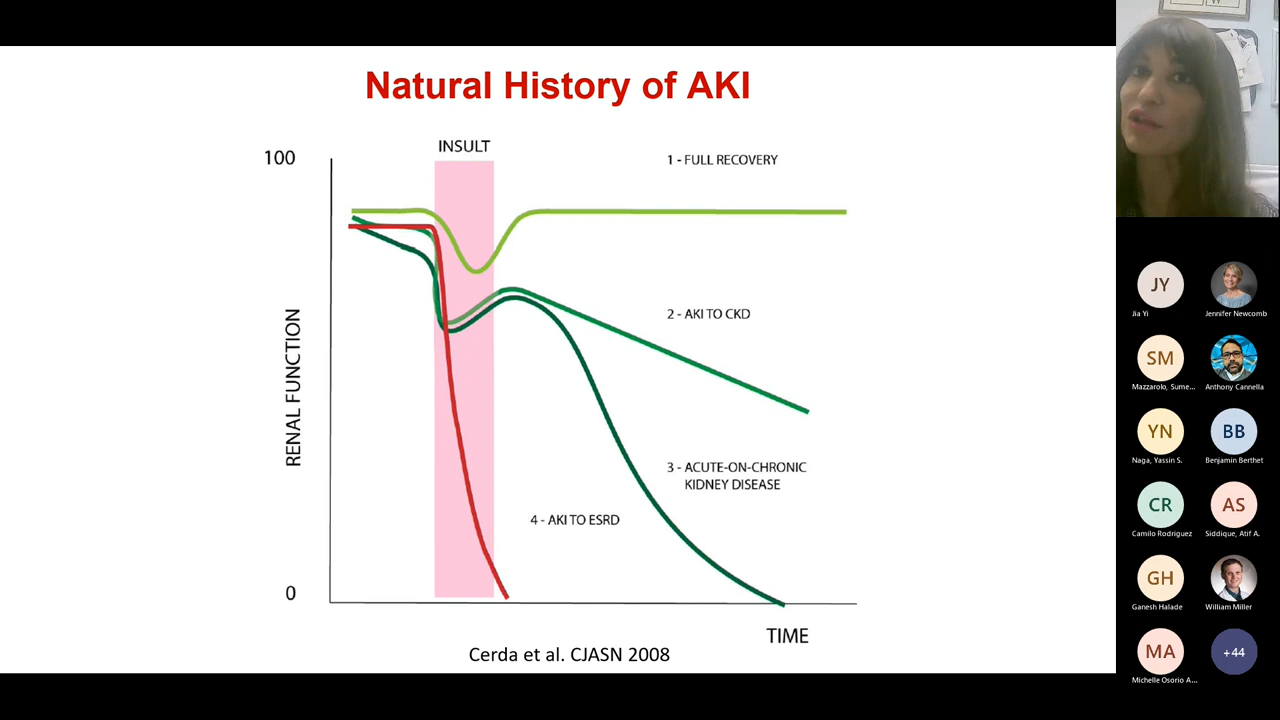 Natural History of AKI
INSULT
100
1 - FULL RECOVERY
2 - AKI TO CKD
RENAL FUNCTION
3 - ACUTE-ON-CHRONIC
KIDNEY DISEASE
4 - AKI TO ESRD
0
TIME
Cerda et al. CJASN 2008
JY
Jia Yi
Jennifer Newcomb
SM
Mazzarolo, Sume...
Anthony Cannella
YN
Naga, Yassin S.
BB
Benjamin Berthet
CR
Camilo Rodriguez
AS
Siddique, Atif A.
GH
Ganesh Halade
William Miller
MA
Michelle Osorio A...
+44